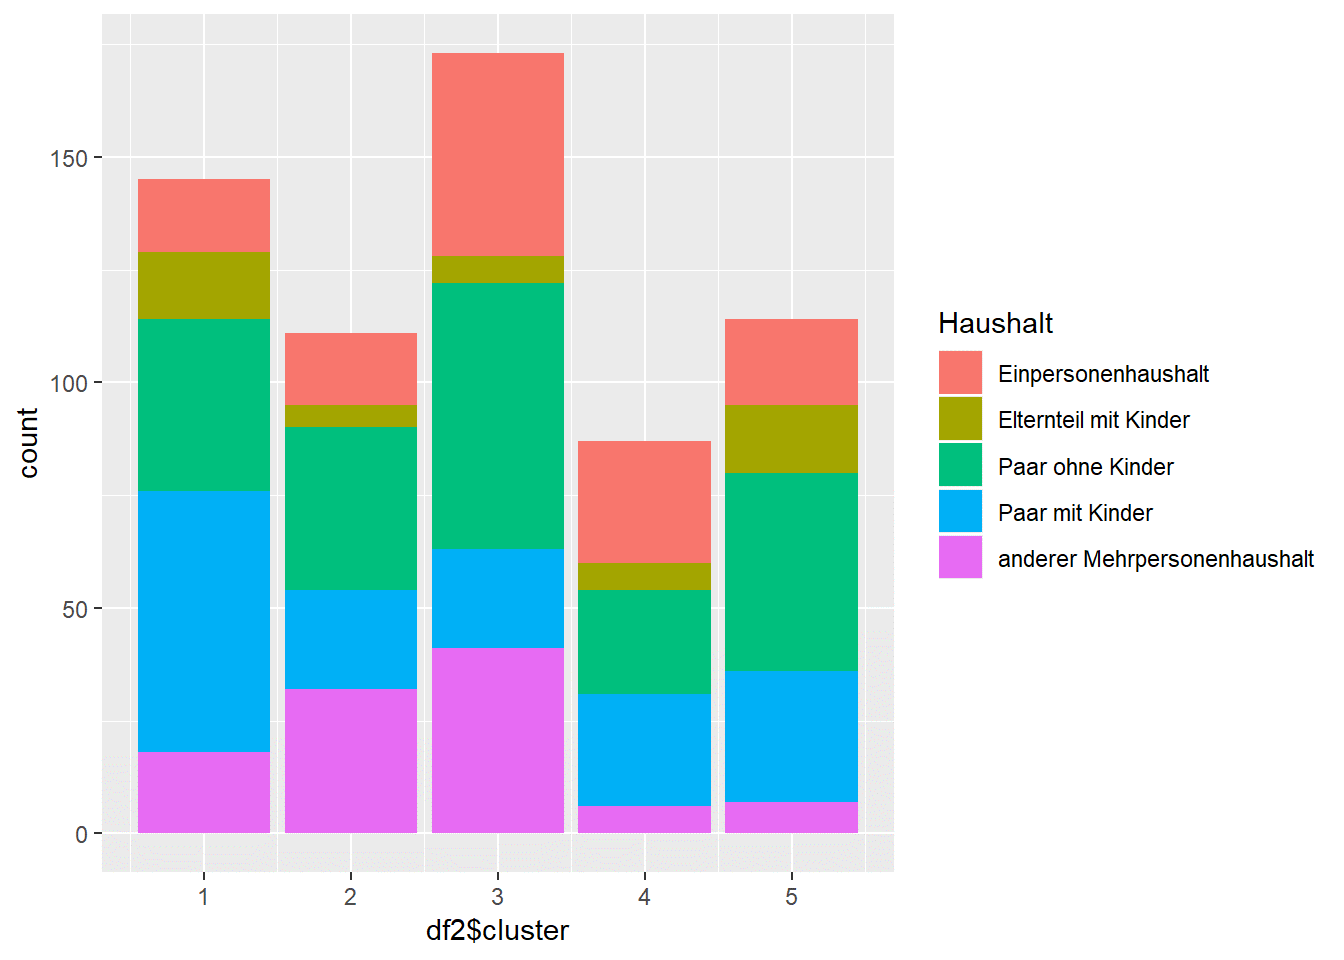 150
100
50
0
count
1 2 3 4 5
df2$cluster
Haushalt
Einpersonenhaushalt
Elternteil mit Kinder
Paar ohne Kinder
Paar mit Kinder
anderer Mehrpersonenhaushalt